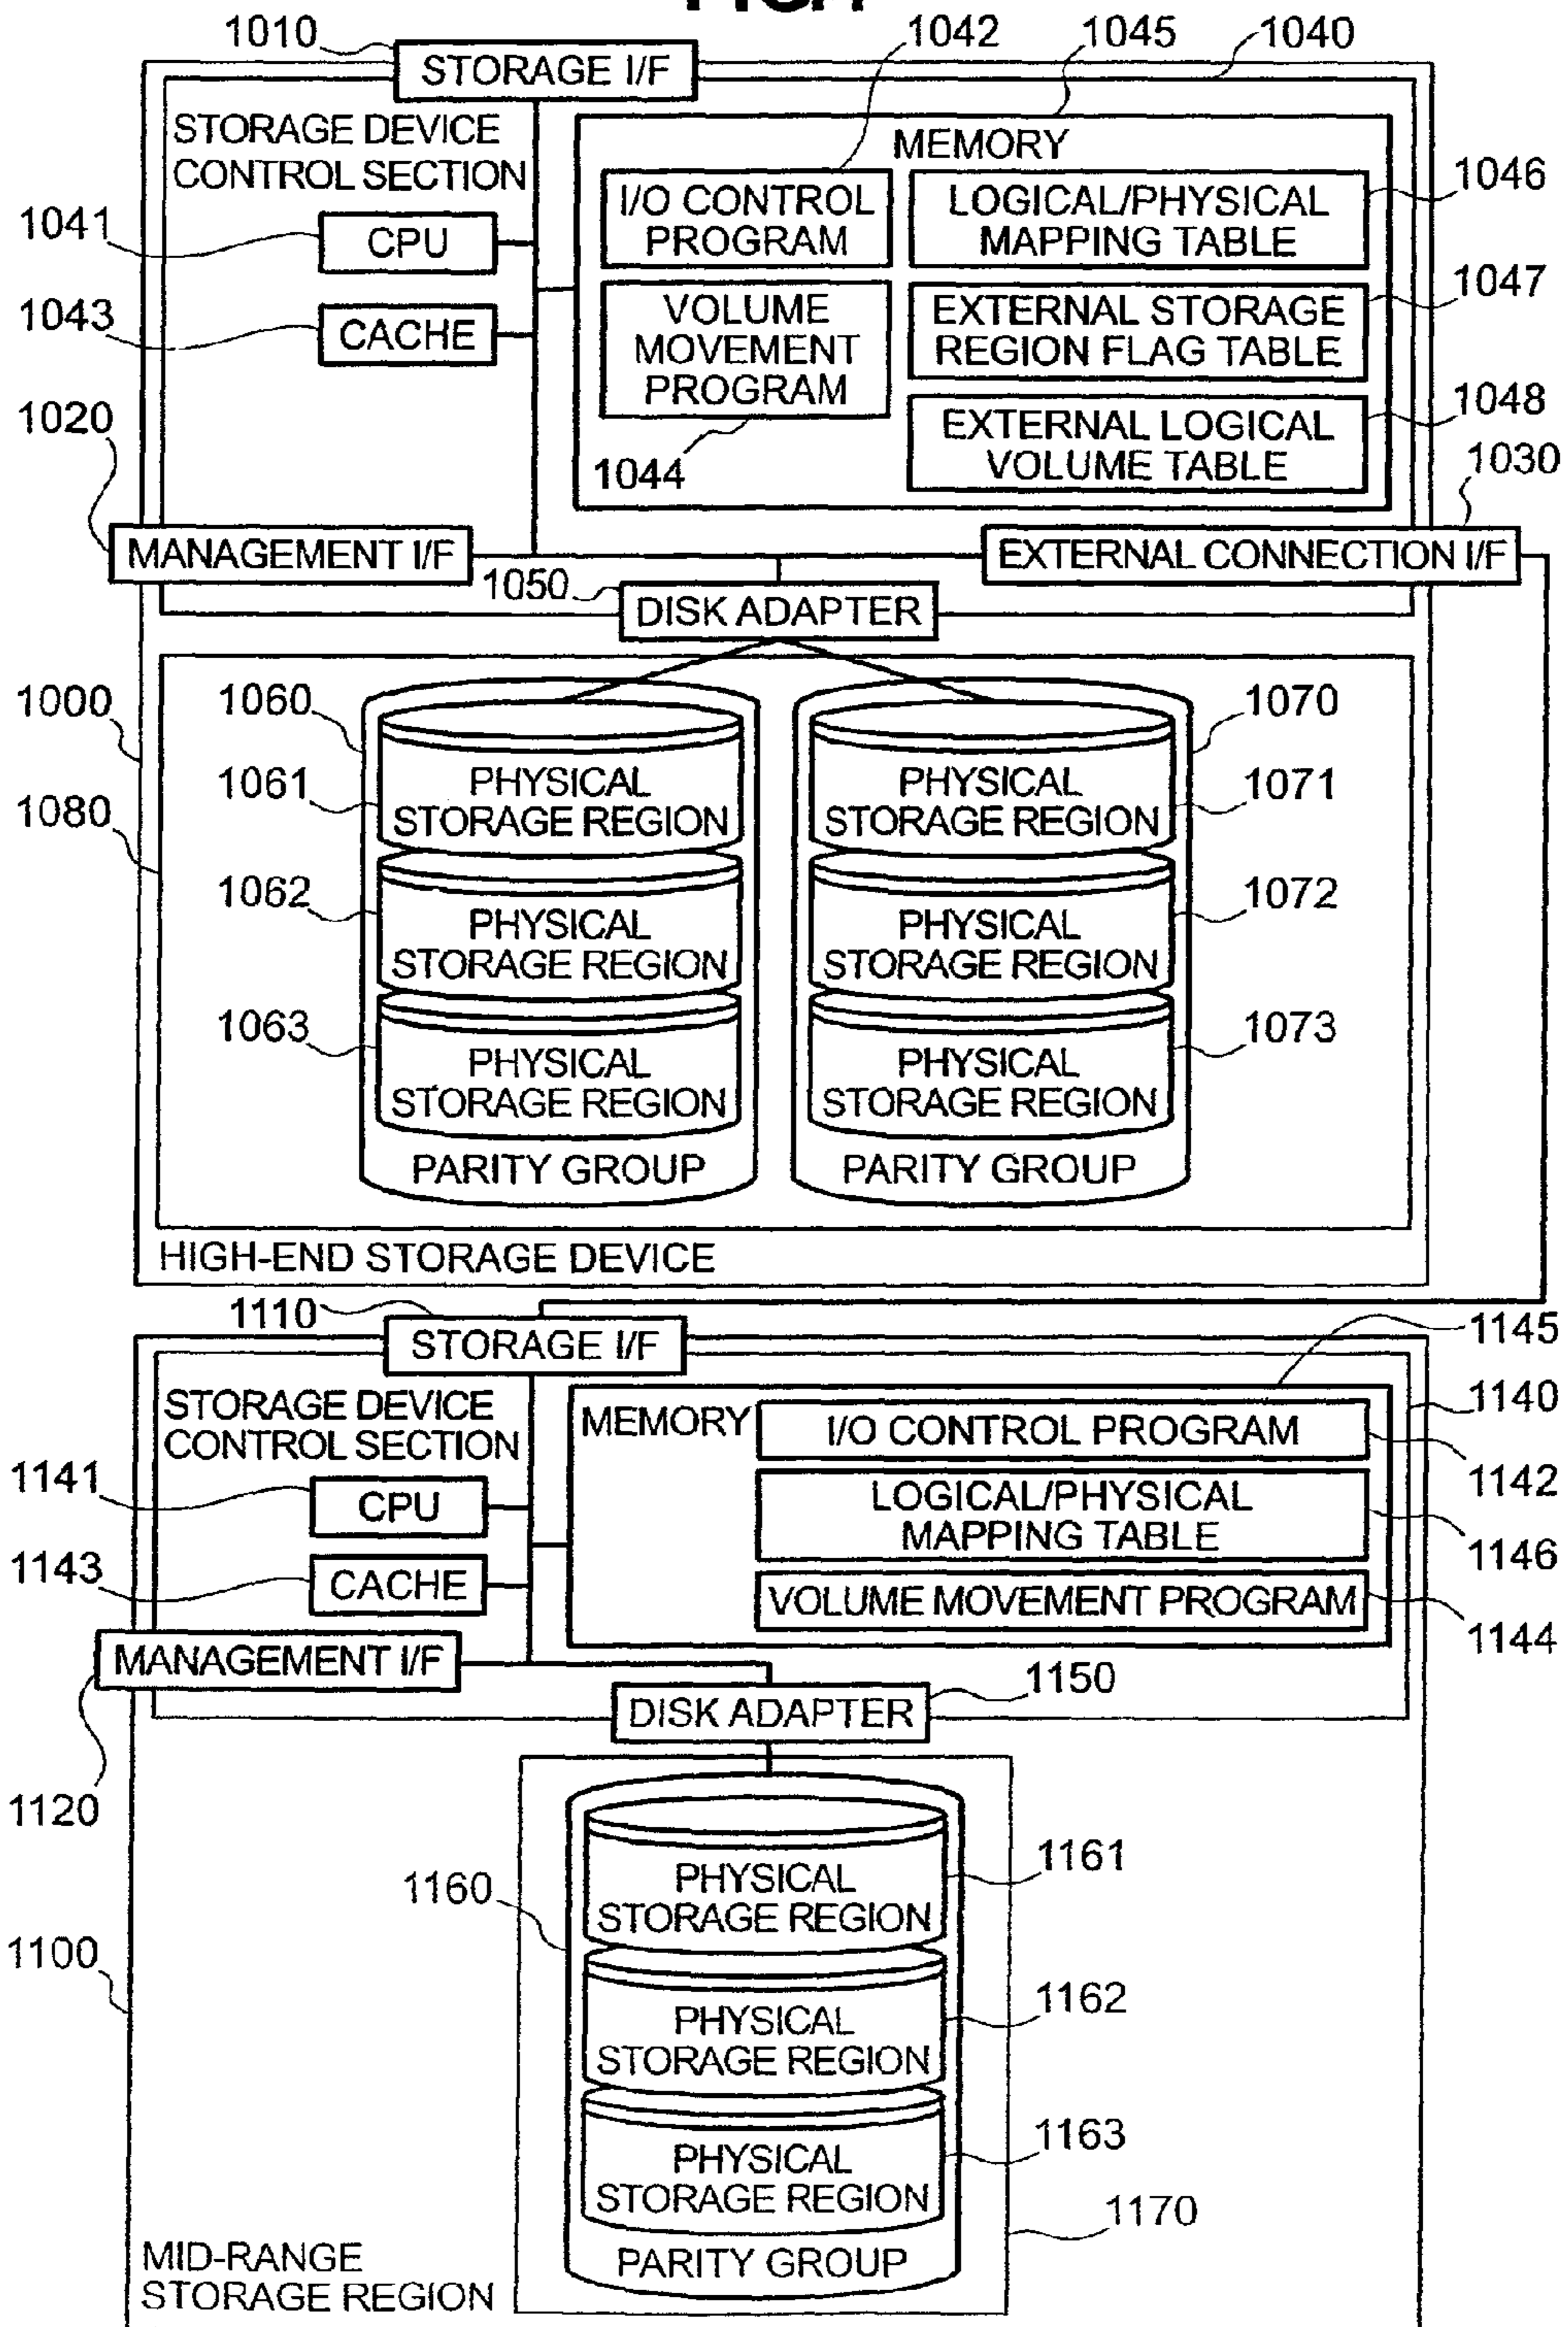 1010
1042
1045
1040
STORAGE I/F
STORAGE DEVICE
CONTROL SECTION
MEMORY
1046
I/O CONTROL
PROGRAM
LOGICAL/PHYSICAL
MAPPING TABLE
1041
CPU
1047
VOLUME
MOVEMENT
PROGRAM
EXTERNAL STORAGE
REGION FLAG TABLE
1043
CACHE
1048
EXTERNAL LOGICAL
VOLUME TABLE
1020
1044
1030
MANAGEMENT I/F
EXTERNAL CONNECTION I/F
1050
DISK ADAPTER
1000
1060
1070
1061
PHYSICAL
STORAGE REGION
PHYSICAL
STORAGE REGION
1071
1080
1062
PHYSICAL
STORAGE REGION
PHYSICAL
STORAGE REGION
1072
1063
PHYSICAL
STORAGE REGION
PHYSICAL
STORAGE REGION
1073
PARITY GROUP
PARITY GROUP
HIGH-END STORAGE DEVICE
1110
STORAGE I/F
1145
STORAGE DEVICE
CONTROL SECTION
MEMORY
I/O CONTROL PROGRAM
1140
1142
1141
CPU
LOGICAL/PHYSICAL
MAPPING TABLE
1146
1143
CACHE
VOLUME MOVEMENT PROGRAM
1144
MANAGEMENT I/F
1150
DISK ADAPTER
1120
1160
PHYSICAL
STORAGE REGION
1161
1100
PHYSICAL
STORAGE REGION
1162
PHYSICAL
STORAGE REGION
1163
1170
PARITY GROUP
MID-RANGE
STORAGE REGION